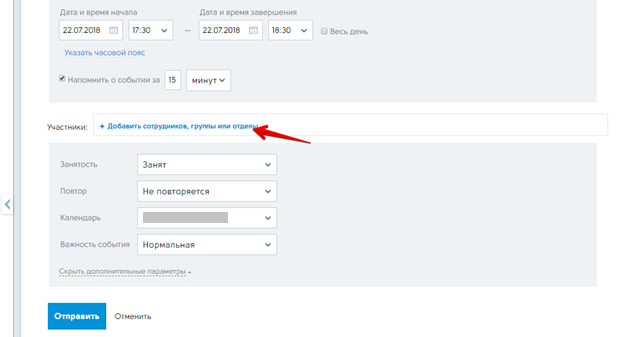 Дата и время начала Дата и время завершения
22.07.2018 17:30 — 22.07.2018 18:30 Весь день
Указать часовой пояс
Напомнить о событии за 15 минут
Участники: + Добавить сотрудников, группы или отделы
Занятость Занят
Повтор Не повторяется
Календарь
Важность события Нормальная
Скрыть дополнительные параметры
Отправить Отменить